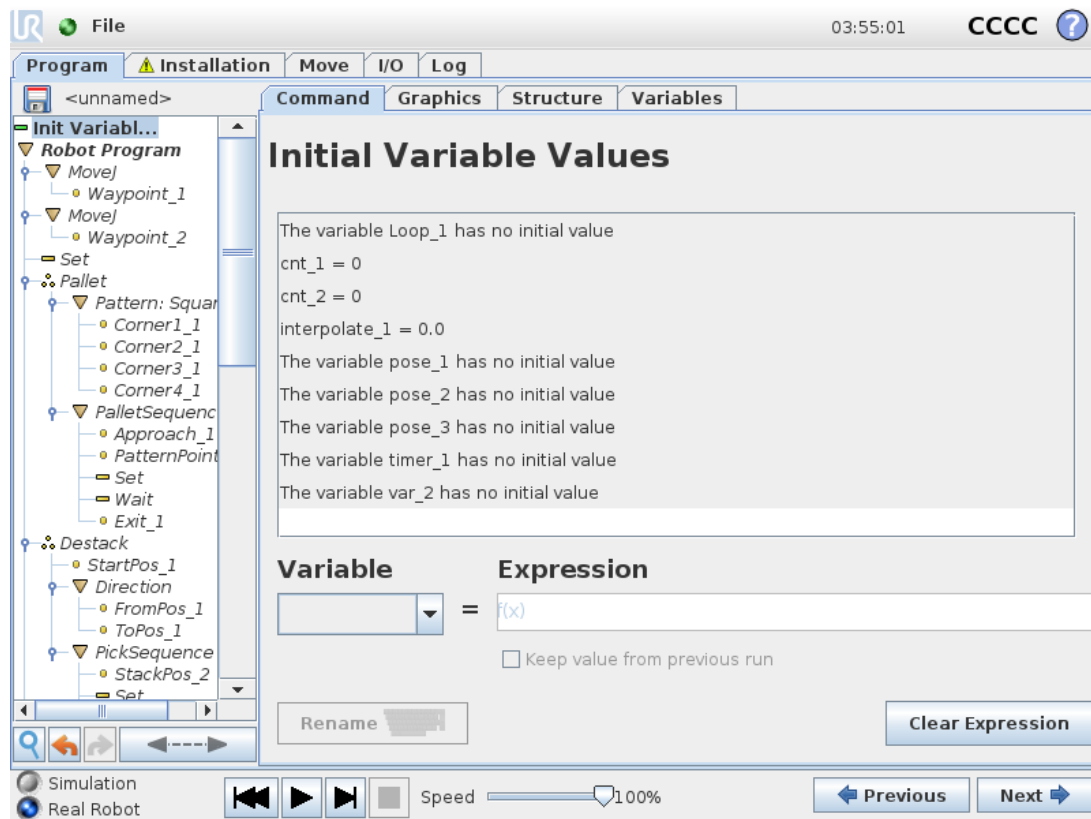 UR File 03:55:01 CCCC ?
Program Installation Move I/O Log
<unnamed> Command Graphics Structure Variables
Init Variabl...
Robot Program
MoveJ
Waypoint_1
MoveJ
Waypoint_2
Set
Pallet
Pattern: Squar
Corner1_1
Corner2_1
Corner3_1
Corner4_1
PalletSequenc
Approach_1
PatternPoint
Set
Wait
Exit_1
Destack
StartPos_1
Direction
FromPos_1
ToPos_1
PickSequence
StackPos_2
Set
Initial Variable Values
The variable Loop_1 has no initial value
cnt_1 = 0
cnt_2 = 0
interpolate_1 = 0.0
The variable pose_1 has no initial value
The variable pose_2 has no initial value
The variable pose_3 has no initial value
The variable timer_1 has no initial value
The variable var_2 has no initial value
Variable Expression
= f(x)
Keep value from previous run
Rename Clear Expression
Simulation
Real Robot
Speed 100% Previous Next